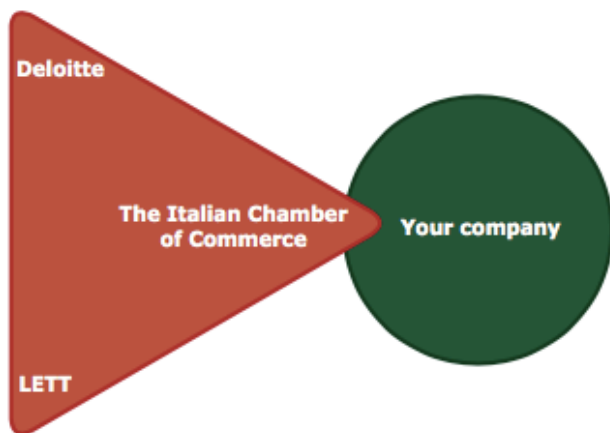 Deloitte
The Italian Chamber
of Commerce
Your company
LETT